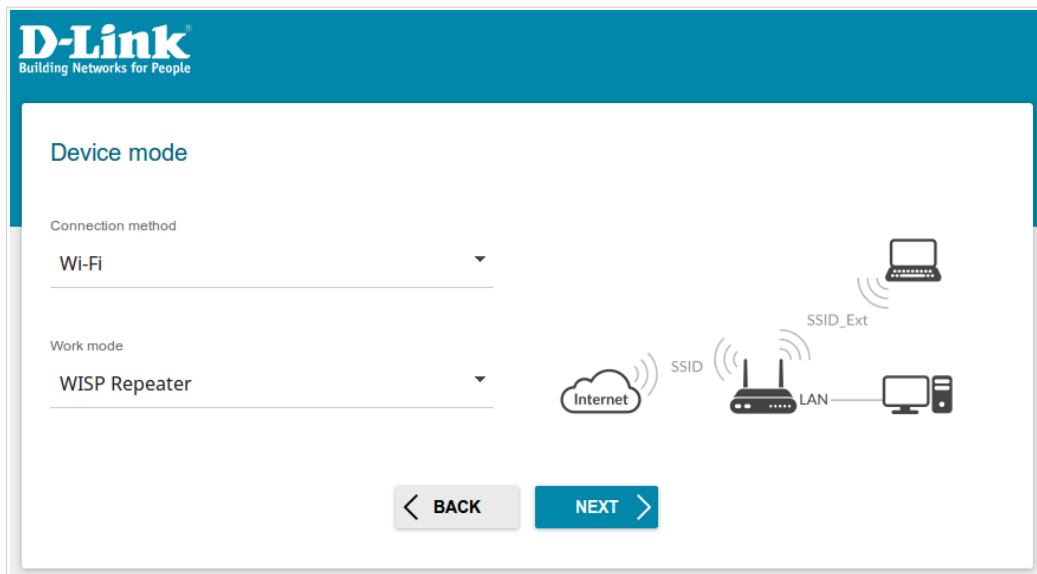 D-Link®
Building Networks for People
Device mode
Connection method
Wi-Fi
Work mode
WISP Repeater
SSID_Ext
SSID
Internet
LAN
BACK
NEXT